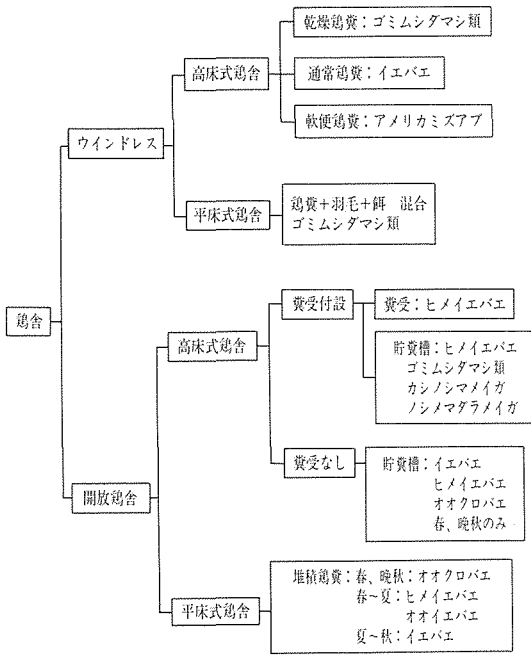 乾燥鶏糞：ゴミムシダマシ類
高床式鶏舎
通常鶏糞：イエバエ
軟便鶏糞：アメリカミズアブ
ウインドレス
平床式鶏舎
鶏糞＋羽毛＋餌　混合
ゴミムシダマシ類
鶏舎
糞受付設
糞受：ヒメイエバエ
高床式鶏舎
貯糞槽：ヒメイエバエ
ゴミムシダマシ類
カシノシマメイガ
ノシメマダラメイガ
糞受なし
貯糞槽：イエバエ
ヒメイエバエ
オオクロバエ
春、晩秋のみ
開放鶏舎
平床式鶏舎
堆積鶏糞：春、晩秋：オオクロバエ
春～夏：ヒメイエバエ
オオイエバエ
夏～秋：イエバエ